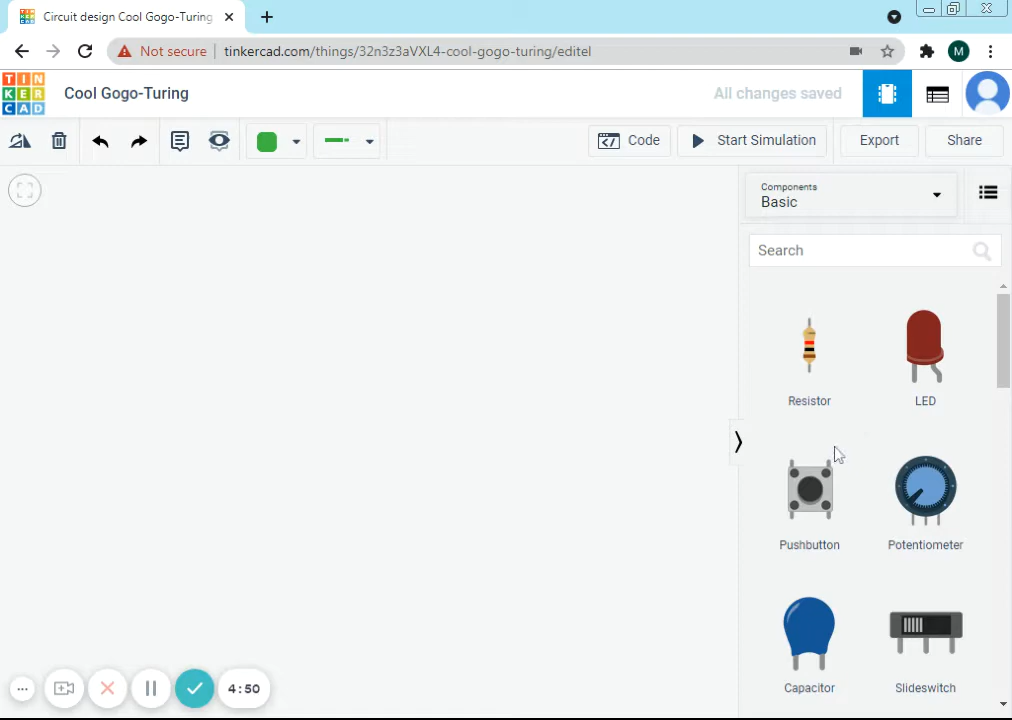 Circuit design Cool Gogo-Turing
Not secure
tinkercad.com/things/32n3z3aVXL4-cool-gogo-turing/editel
M
TIN
KER
CAD
Cool Gogo-Turing
All changes saved
Code
Start Simulation
Export
Share
Components
Basic
Search
Resistor
LED
Pushbutton
Potentiometer
Capacitor
Slideswitch
4:50